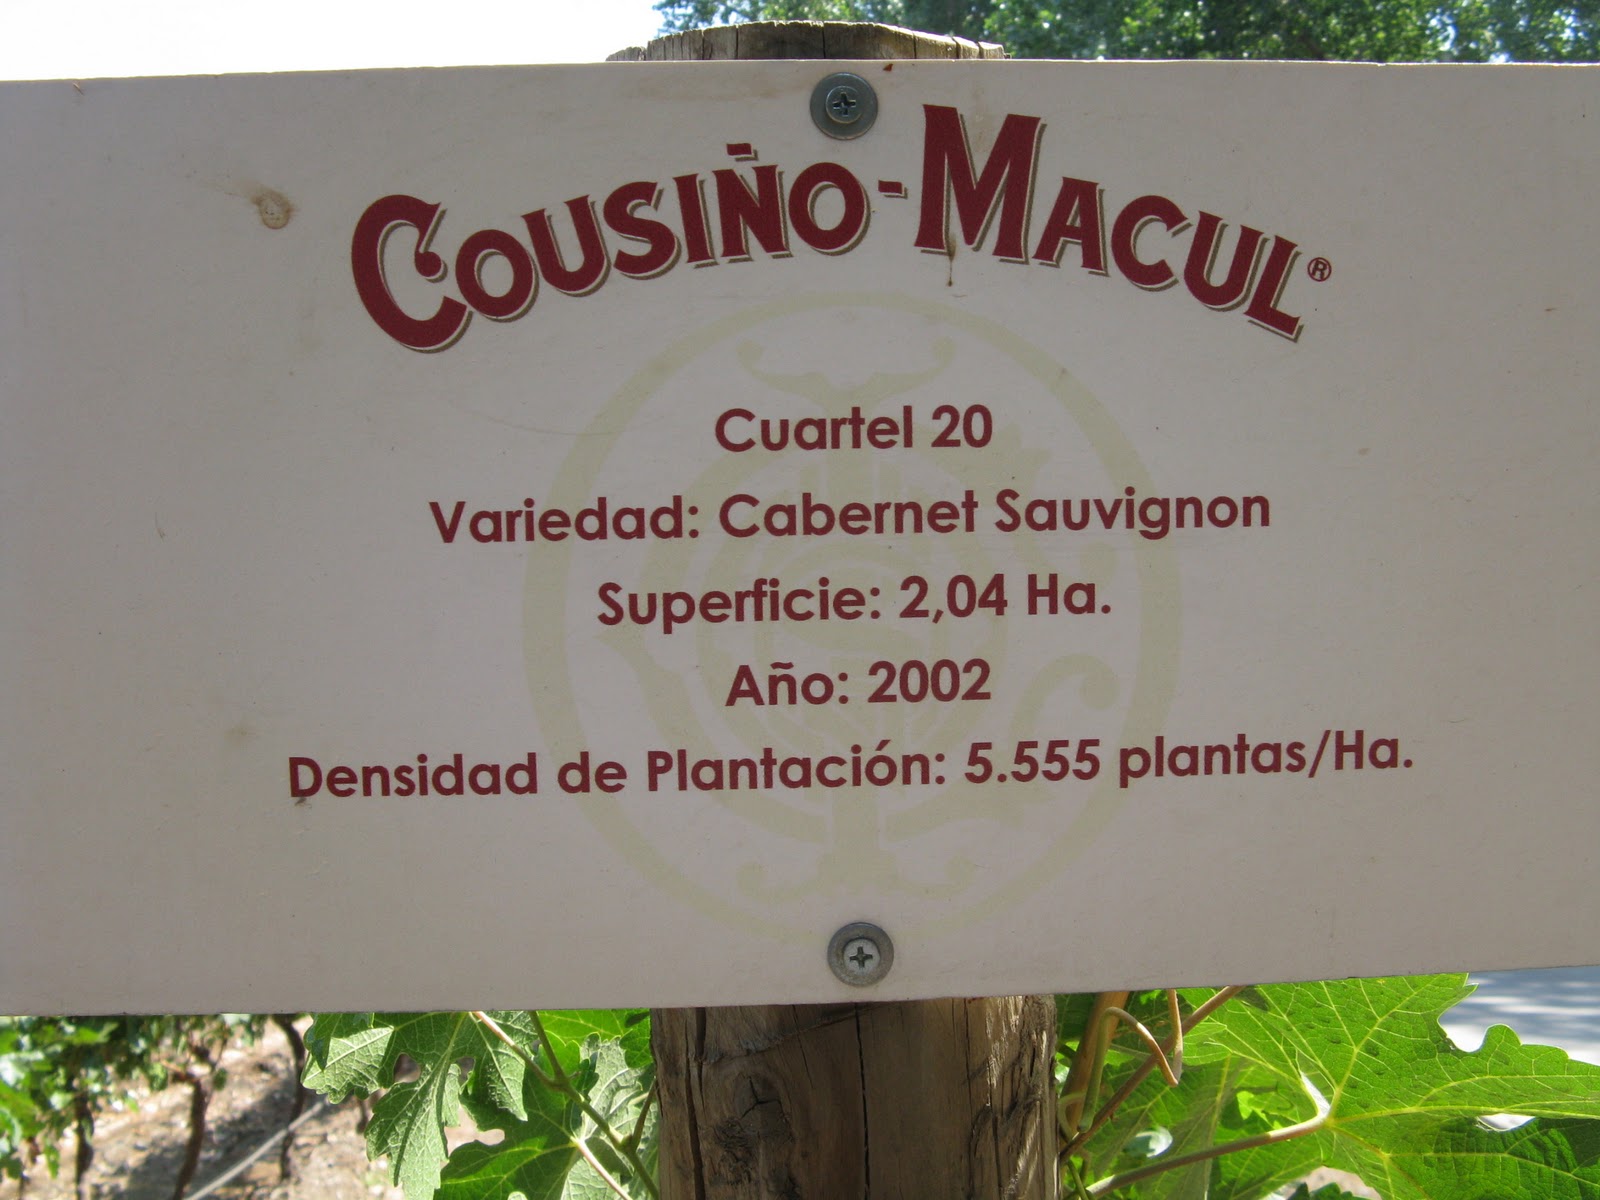 COUSIÑO-MACUL®
Cuartel 20
Variedad: Cabernet Sauvignon
Superficie: 2,04 Ha.
Año: 2002
Densidad de Plantación: 5.555 plantas/Ha.